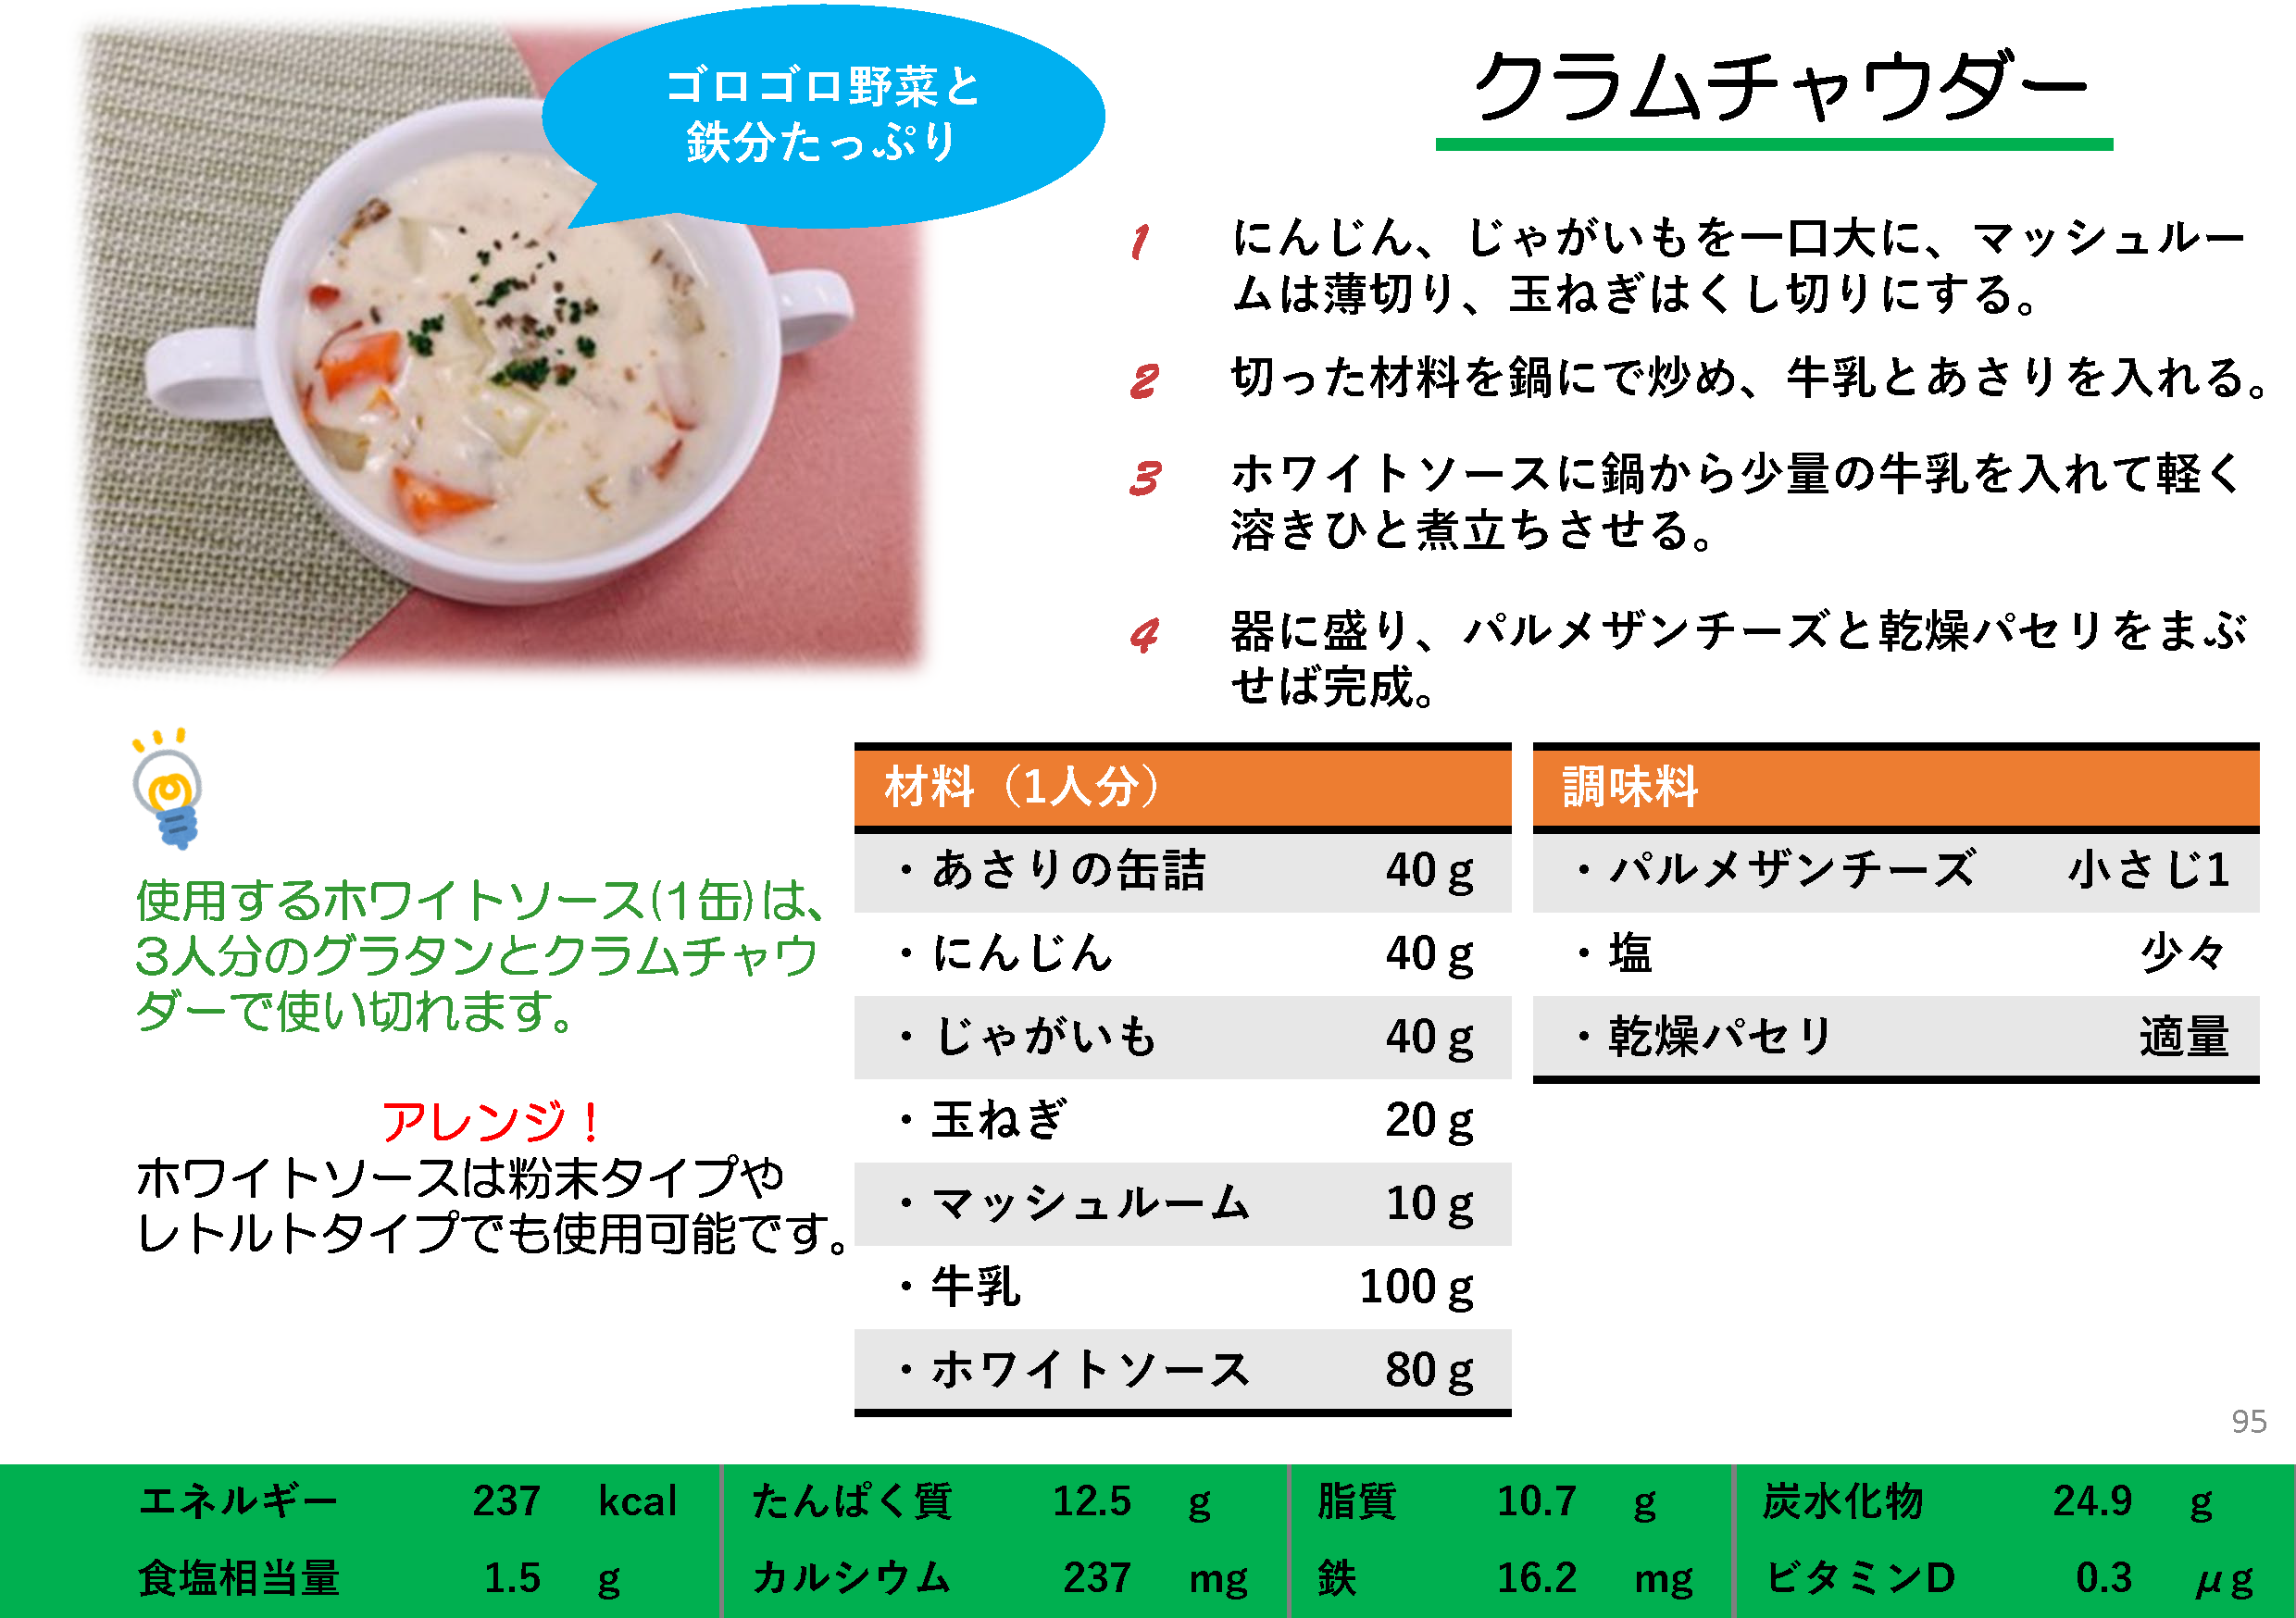 ゴロゴロ野菜と
鉄分たっぷり
クラムチャウダー
1 にんじん、じゃがいもを一口大に、マッシュルー
ムは薄切り、玉ねぎはくし切りにする。
2 切った材料を鍋にで炒め、牛乳とあさりを入れる。
3 ホワイトソースに鍋から少量の牛乳を入れて軽く
溶きひと煮立ちさせる。
4 器に盛り、パルメザンチーズと乾燥パセリをまぶ
せば完成。
使用するホワイトソース(1缶)は、
3人分のグラタンとクラムチャウ
ダーで使い切れます。
アレンジ！
ホワイトソースは粉末タイプや
レトルトタイプでも使用可能です。
材料（1人分）
・あさりの缶詰 40 g
・にんじん 40 g
・じゃがいも 40 g
・玉ねぎ 20 g
・マッシュルーム 10 g
・牛乳 100 g
・ホワイトソース 80 g
調味料
・パルメザンチーズ 小さじ1
・塩 少々
・乾燥パセリ 適量
95
エネルギー 237 kcal たんぱく質 12.5 g 脂質 10.7 g 炭水化物 24.9 g
食塩相当量 1.5 g カルシウム 237 mg 鉄 16.2 mg ビタミンD 0.3 μg